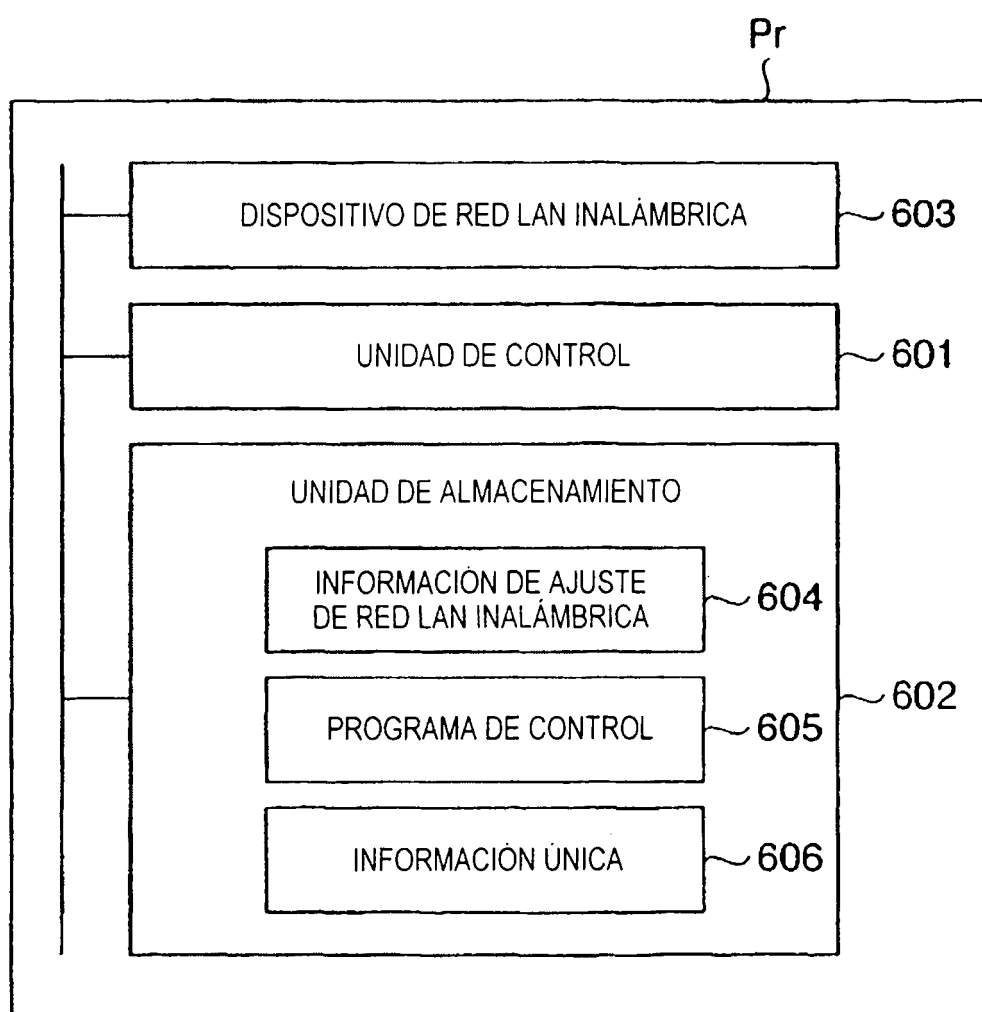 Pr
DISPOSITIVO DE RED LAN INALÁMBRICA
603
UNIDAD DE CONTROL
601
UNIDAD DE ALMACENAMIENTO
INFORMACIÓN DE AJUSTE
DE RED LAN INALÁMBRICA
604
602
PROGRAMA DE CONTROL
605
INFORMACIÓN ÚNICA
606